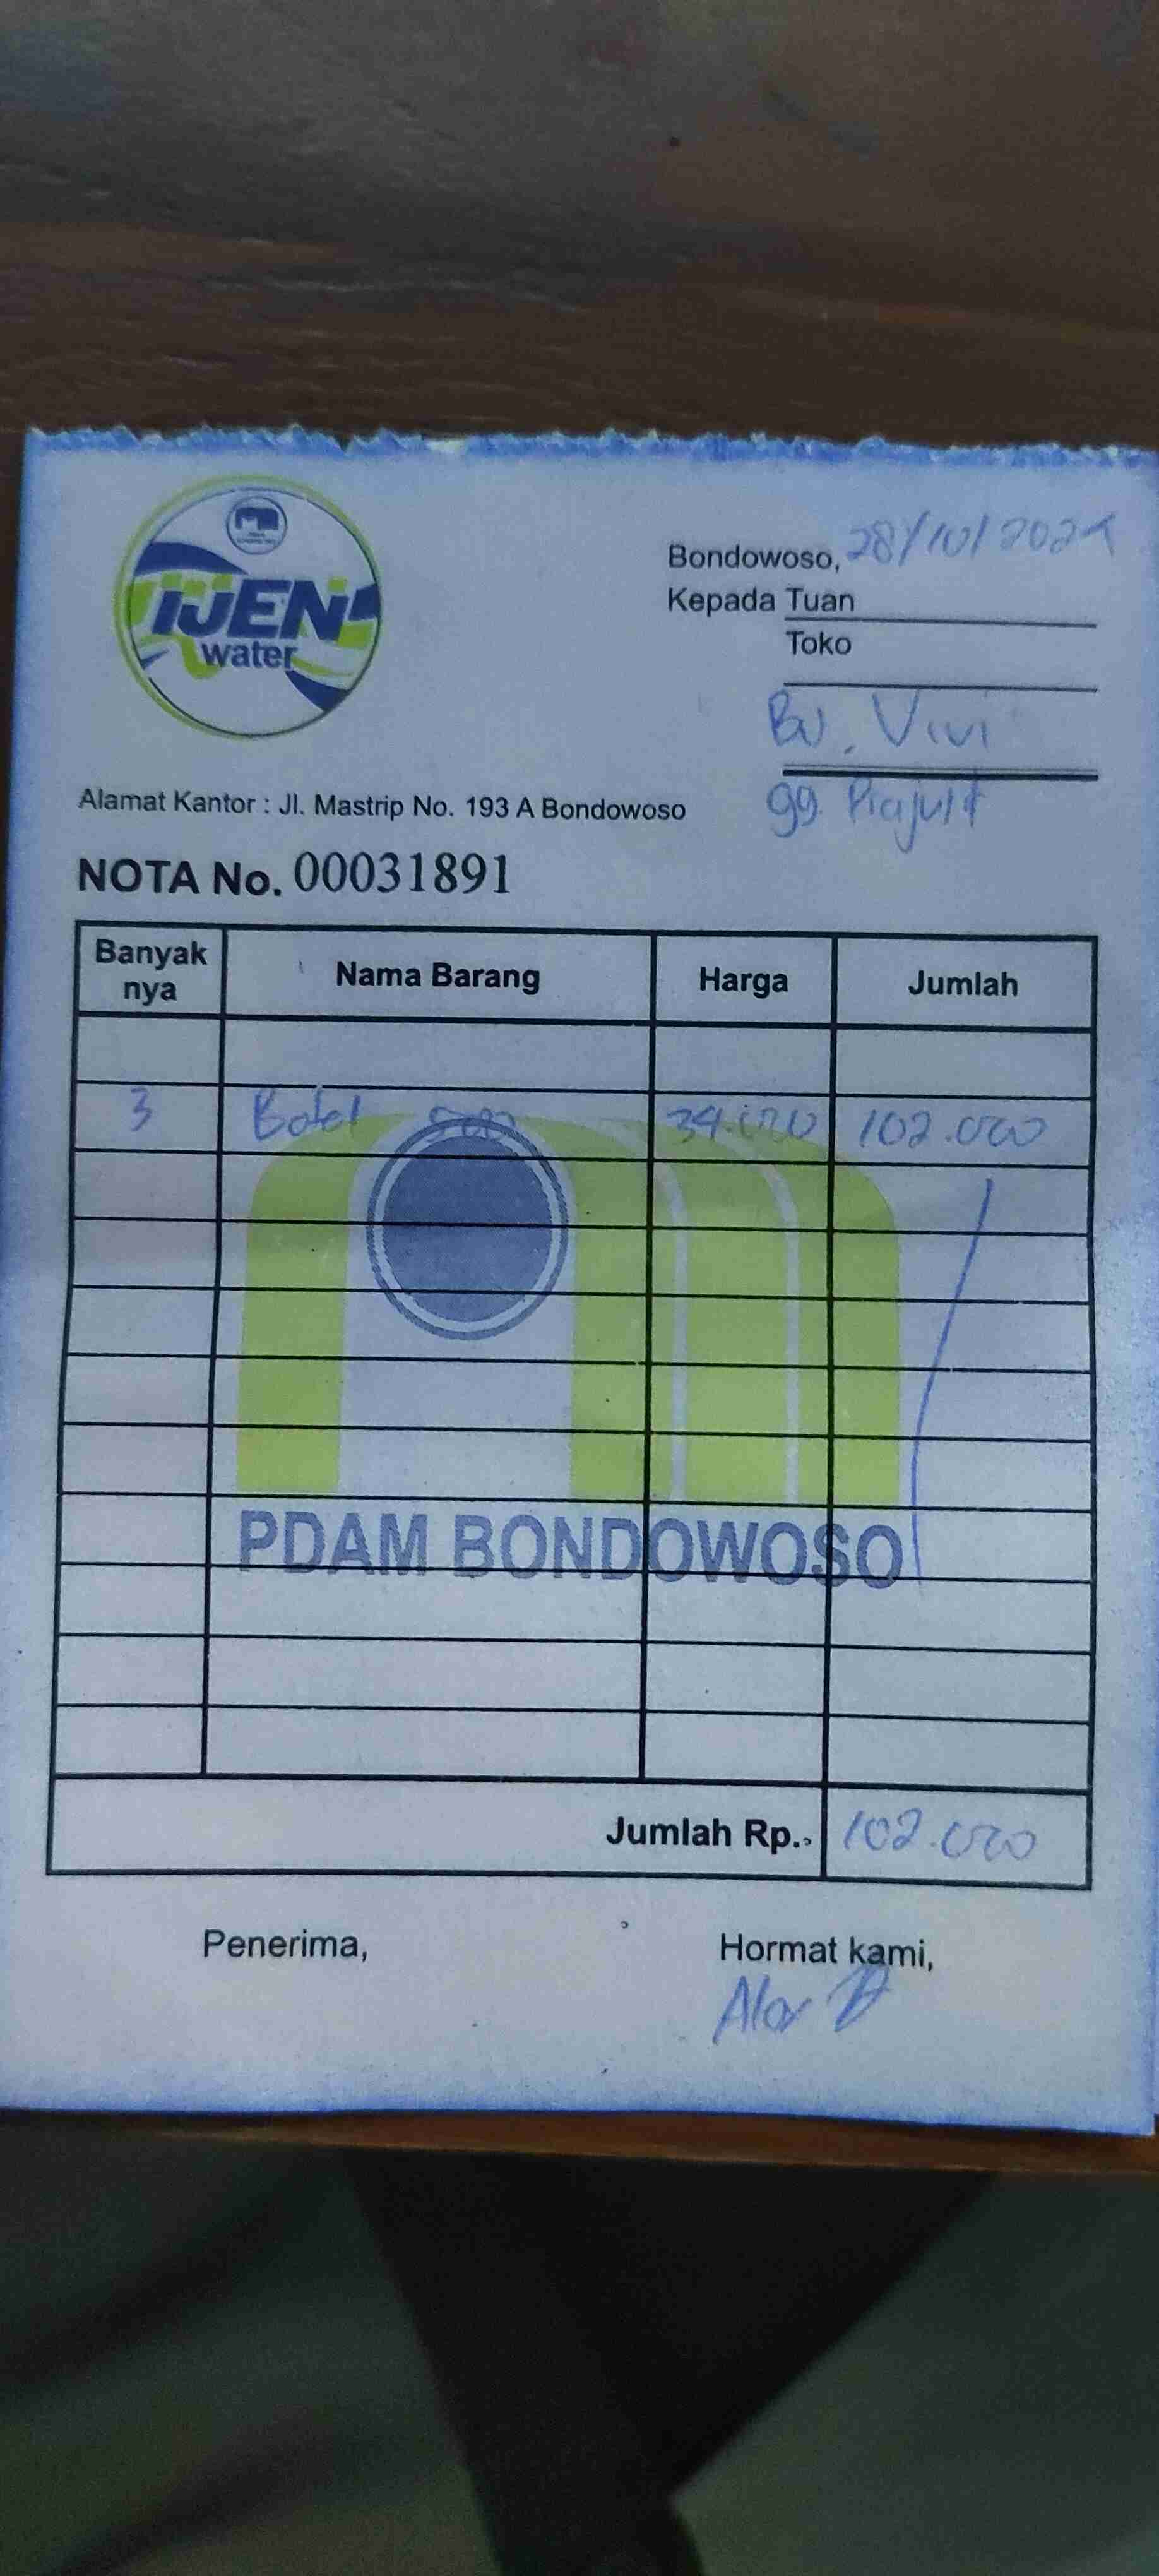 IJEN
water
Bondowoso, 28/10/2024
Kepada Tuan
Toko
Bu. Vivi
gg. Prajurit
Alamat Kantor : Jl. Mastrip No. 193 A Bondowoso
NOTA No. 00031891
Banyak nya Nama Barang Harga Jumlah
3 Botol 500 34.000 102.000
PDAM BONDOWOSO
Jumlah Rp. 102.000
Penerima, Hormat kami,